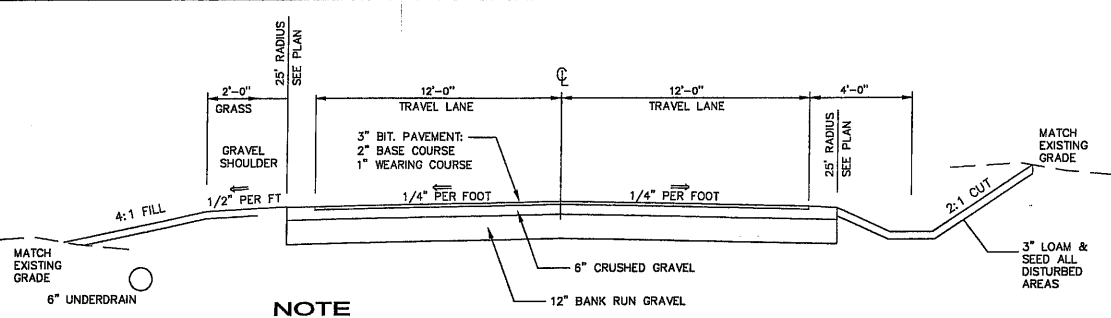 25' RADIUS
SEE PLAN
2'-0"
GRASS
12'-0"
TRAVEL LANE
℄
12'-0"
TRAVEL LANE
4'-0"
25' RADIUS
SEE PLAN
MATCH
EXISTING
GRADE
3" BIT. PAVEMENT:
2" BASE COURSE
1" WEARING COURSE
GRAVEL
SHOULDER
4:1 FILL
1/2" PER FT
1/4" PER FOOT
1/4" PER FOOT
2:1 CUT
MATCH
EXISTING
GRADE
6" UNDERDRAIN
6" CRUSHED GRAVEL
12" BANK RUN GRAVEL
3" LOAM &
SEED ALL
DISTURBED
AREAS
NOTE